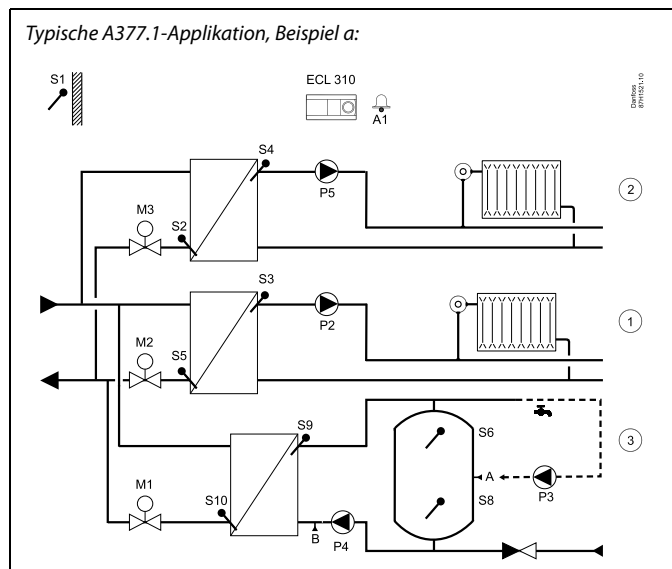 Typische A377.1-Applikation, Beispiel a:
S1
ECL 310
A1
Danfoss
87H1521.10
S4
P5
2
M3
S2
S3
P2
1
M2
S5
S9
S6
3
A
P3
S8
M1
S10
B
P4